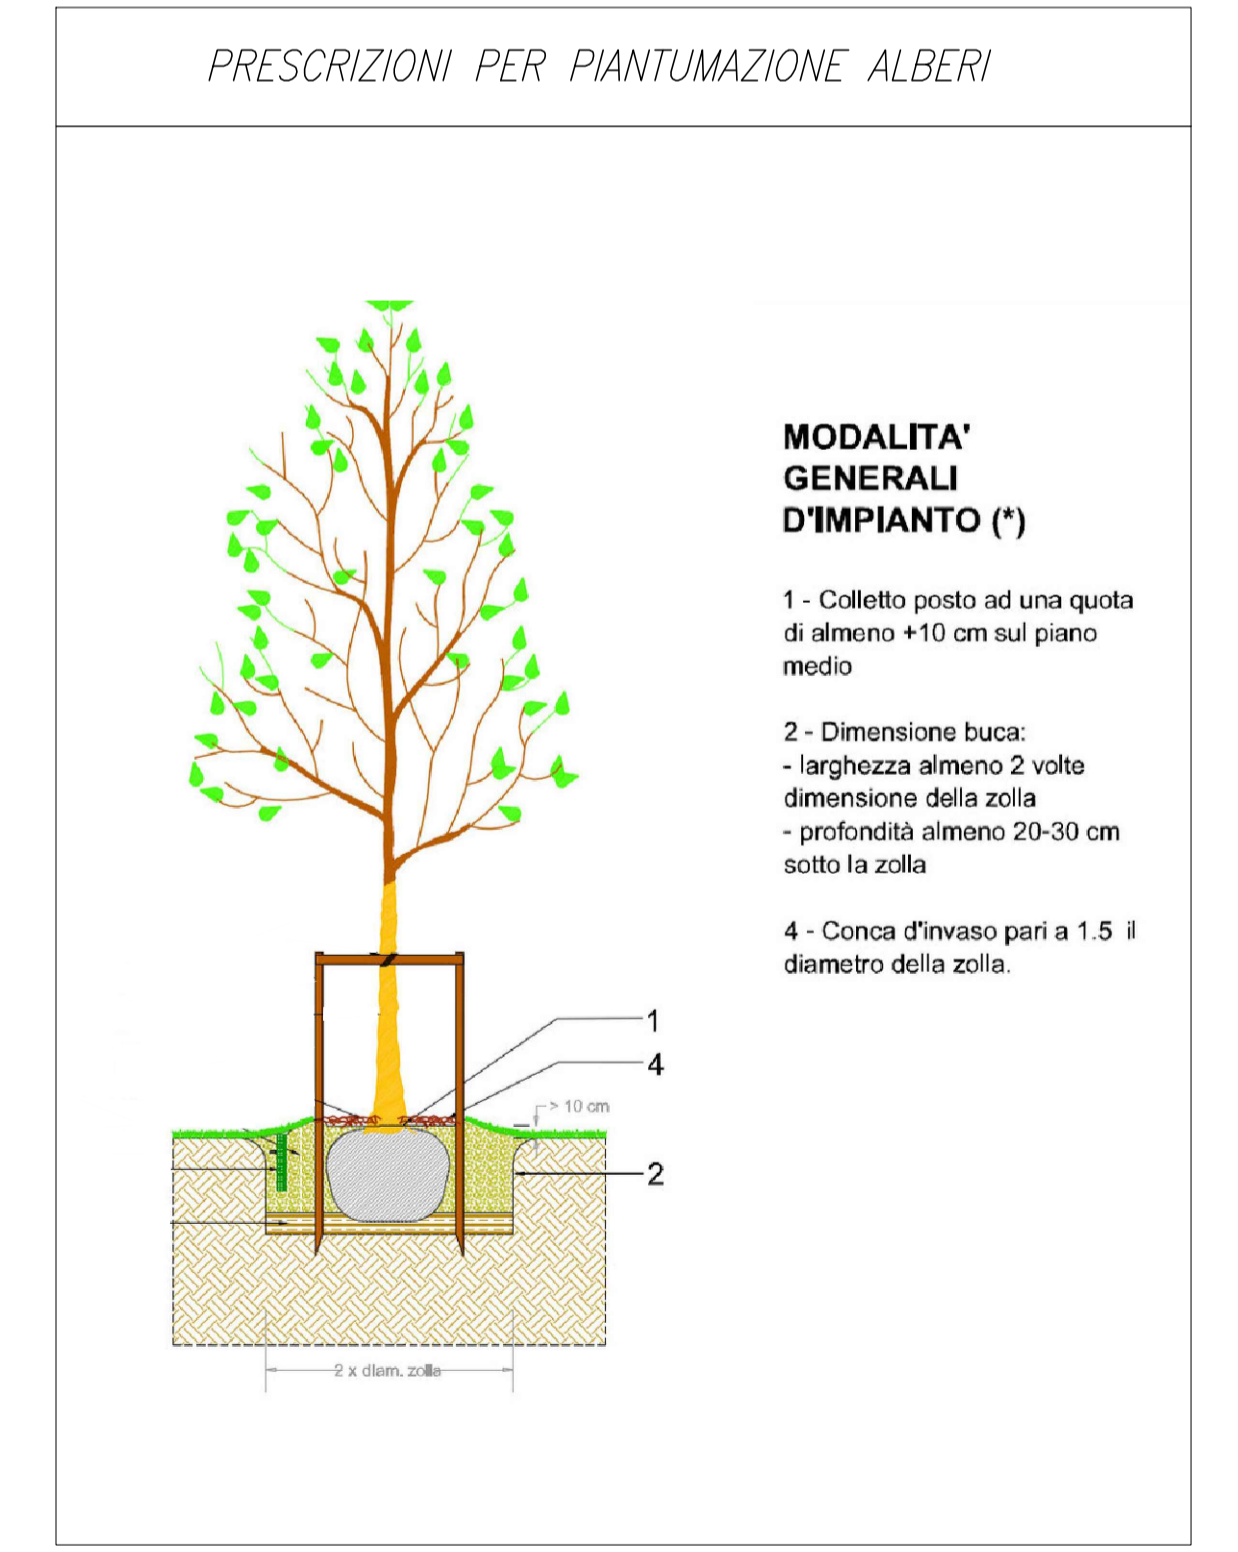 PRESCRIZIONI PER PIANTUMAZIONE ALBERI
MODALITA'
GENERALI
D'IMPIANTO (*)
1 - Colletto posto ad una quota
di almeno +10 cm sul piano
medio
2 - Dimensione buca:
- larghezza almeno 2 volte
dimensione della zolla
- profondità almeno 20-30 cm
sotto la zolla
4 - Conca d'invaso pari a 1.5 il
diametro della zolla.
1
4
> 10 cm
2
2 x diam. zolla